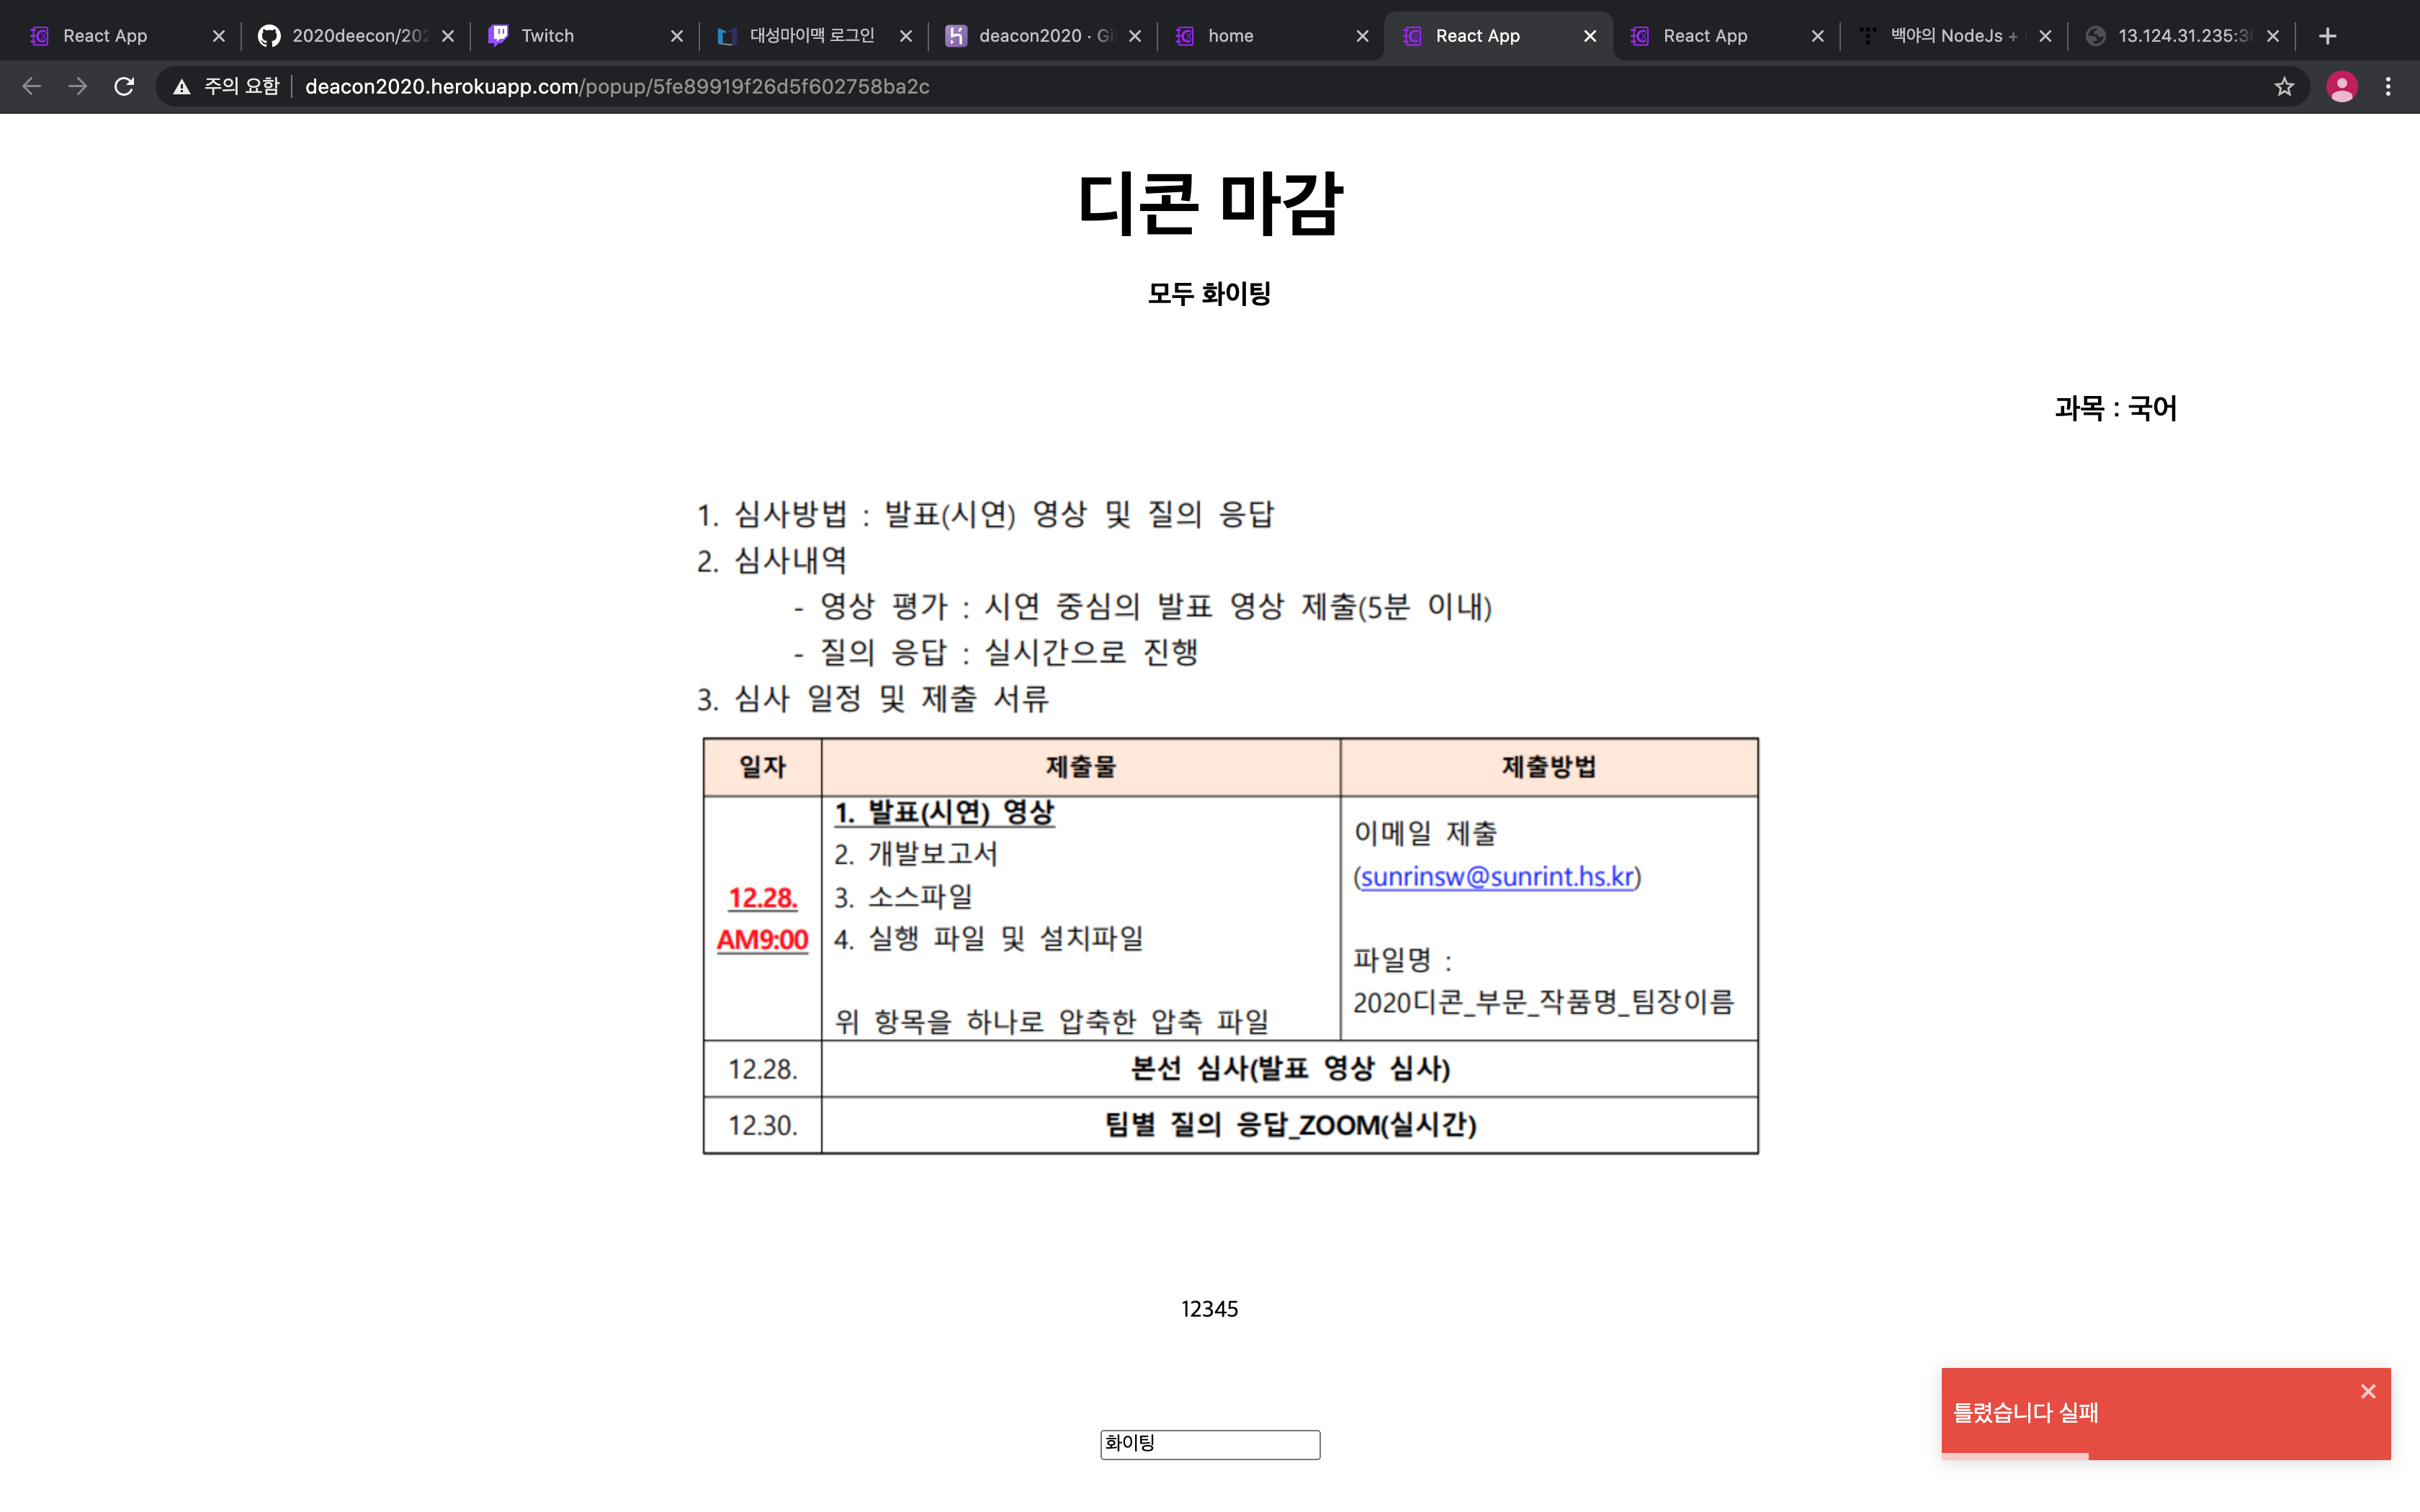 React App
2020deecon/202
Twitch
대성마이맥 로그인
deacon2020 · Gi
home
React App
React App
백야의 NodeJs +
13.124.31.235:30
주의 요함
deacon2020.herokuapp.com/popup/5fe89919f26d5f602758ba2c
디콘 마감
모두 화이팅
과목 : 국어
1. 심사방법 : 발표(시연) 영상 및 질의 응답
2. 심사내역
- 영상 평가 : 시연 중심의 발표 영상 제출(5분 이내)
- 질의 응답 : 실시간으로 진행
3. 심사 일정 및 제출 서류
일자 제출물 제출방법
12.28.
AM9:00
1. 발표(시연) 영상
2. 개발보고서
3. 소스파일
4. 실행 파일 및 설치파일
위 항목을 하나로 압축한 압축 파일
이메일 제출
(sunrinsw@sunrint.hs.kr)
파일명 :
2020디콘_부문_작품명_팀장이름
12.28. 본선 심사(발표 영상 심사)
12.30. 팀별 질의 응답_ZOOM(실시간)
12345
화이팅
틀렸습니다 실패